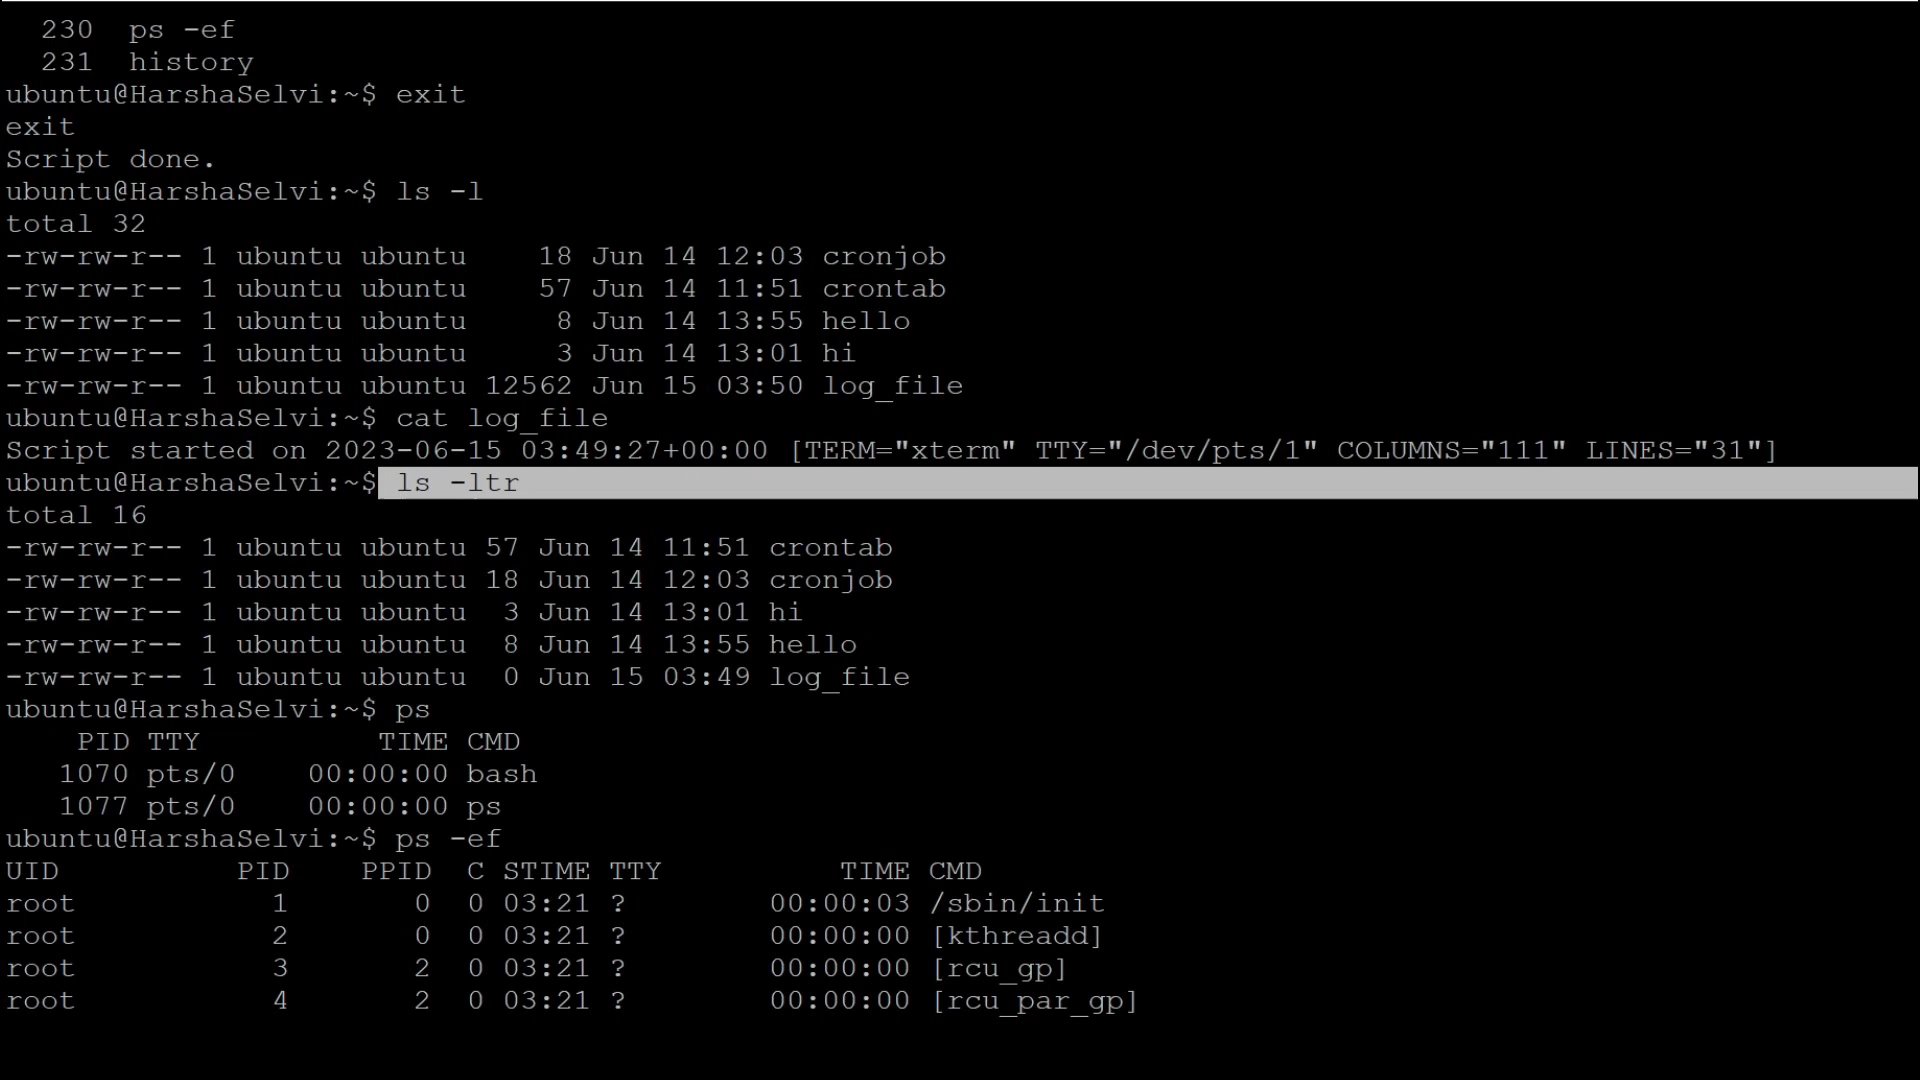 230  ps -ef
  231  history
ubuntu@HarshaSelvi:~$ exit
exit
Script done.
ubuntu@HarshaSelvi:~$ ls -l
total 32
-rw-rw-r-- 1 ubuntu ubuntu    18 Jun 14 12:03 cronjob
-rw-rw-r-- 1 ubuntu ubuntu    57 Jun 14 11:51 crontab
-rw-rw-r-- 1 ubuntu ubuntu     8 Jun 14 13:55 hello
-rw-rw-r-- 1 ubuntu ubuntu     3 Jun 14 13:01 hi
-rw-rw-r-- 1 ubuntu ubuntu 12562 Jun 15 03:50 log_file
ubuntu@HarshaSelvi:~$ cat log_file
Script started on 2023-06-15 03:49:27+00:00 [TERM="xterm" TTY="/dev/pts/1" COLUMNS="111" LINES="31"]
ubuntu@HarshaSelvi:~$ ls -ltr
total 16
-rw-rw-r-- 1 ubuntu ubuntu 57 Jun 14 11:51 crontab
-rw-rw-r-- 1 ubuntu ubuntu 18 Jun 14 12:03 cronjob
-rw-rw-r-- 1 ubuntu ubuntu  3 Jun 14 13:01 hi
-rw-rw-r-- 1 ubuntu ubuntu  8 Jun 14 13:55 hello
-rw-rw-r-- 1 ubuntu ubuntu  0 Jun 15 03:49 log_file
ubuntu@HarshaSelvi:~$ ps
    PID TTY          TIME CMD
   1070 pts/0    00:00:00 bash
   1077 pts/0    00:00:00 ps
ubuntu@HarshaSelvi:~$ ps -ef
UID          PID    PPID  C STIME TTY          TIME CMD
root           1       0  0 03:21 ?        00:00:03 /sbin/init
root           2       0  0 03:21 ?        00:00:00 [kthreadd]
root           3       2  0 03:21 ?        00:00:00 [rcu_gp]
root           4       2  0 03:21 ?        00:00:00 [rcu_par_gp]